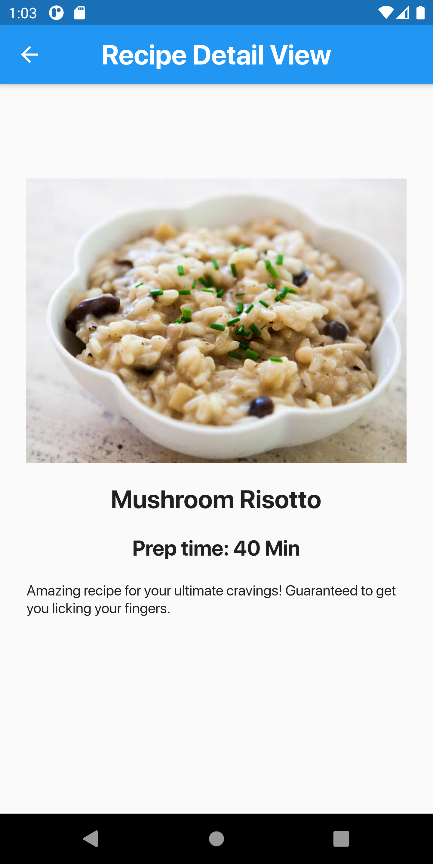 1:03
Recipe Detail View
Mushroom Risotto
Prep time: 40 Min
Amazing recipe for your ultimate cravings! Guaranteed to get
you licking your fingers.